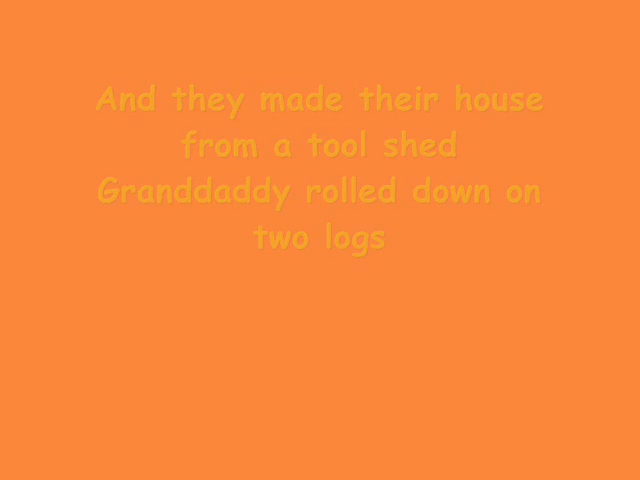 And they made their house
from a tool shed
Granddaddy rolled down on
two logs